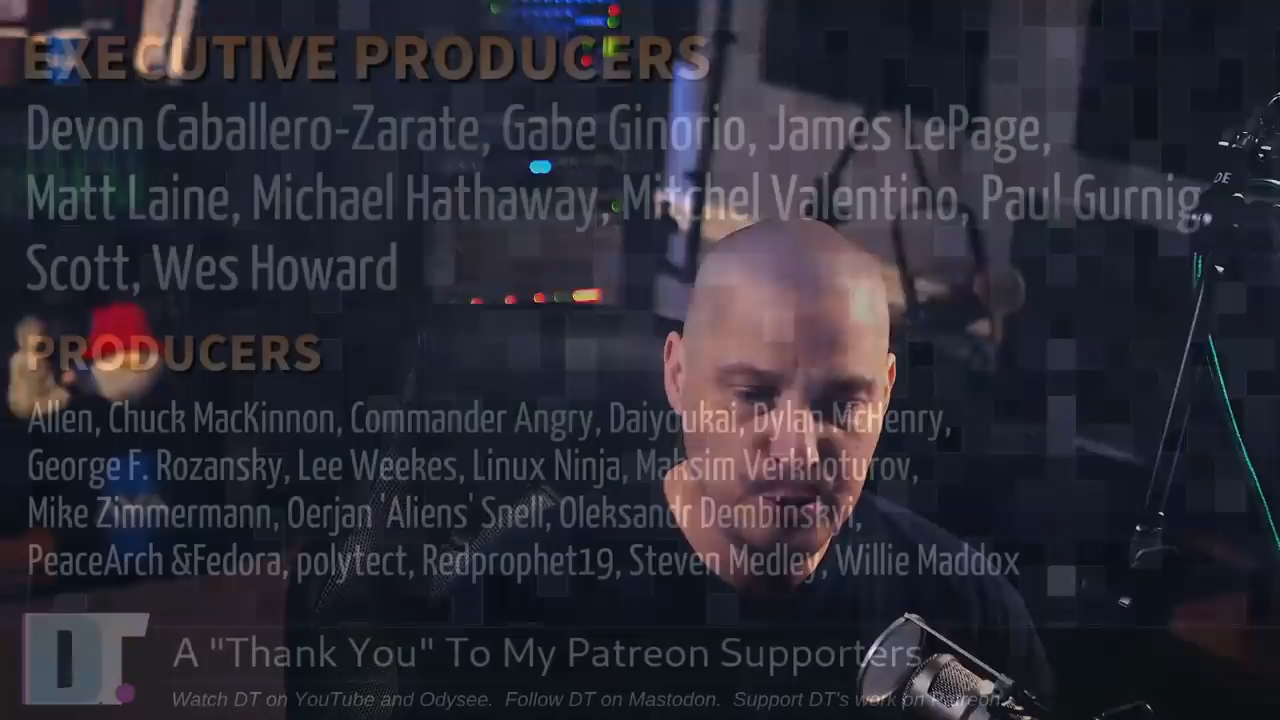 EXECUTIVE PRODUCERS
Devon Caballero-Zarate, Gabe Ginorio, James LePage,
Matt Laine, Michael Hathaway, Mitchel Valentino, Paul Gurnig,
Scott, Wes Howard
PRODUCERS
Allen, Chuck MacKinnon, Commander Angry, Daiyoukai, Dylan McHenry,
George F. Rozansky, Lee Weekes, Linux Ninja, Maksim Verkhoturov,
Mike Zimmermann, Oerjan 'Aliens' Snell, Oleksandr Dembinskyi,
PeaceArch &Fedora, polytect, Redprophet19, Steven Medley, Willie Maddox
DT.
A "Thank You" To My Patreon Supporters
Watch DT on YouTube and Odysee. Follow DT on Mastodon. Support DT's work on Patreon.
DE